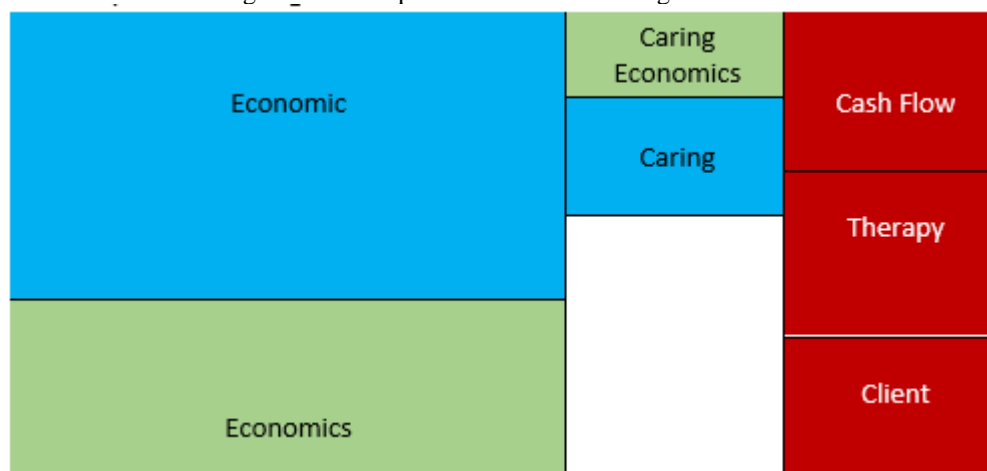 Economic
Economics
Caring
Economics
Caring
Cash Flow
Therapy
Client